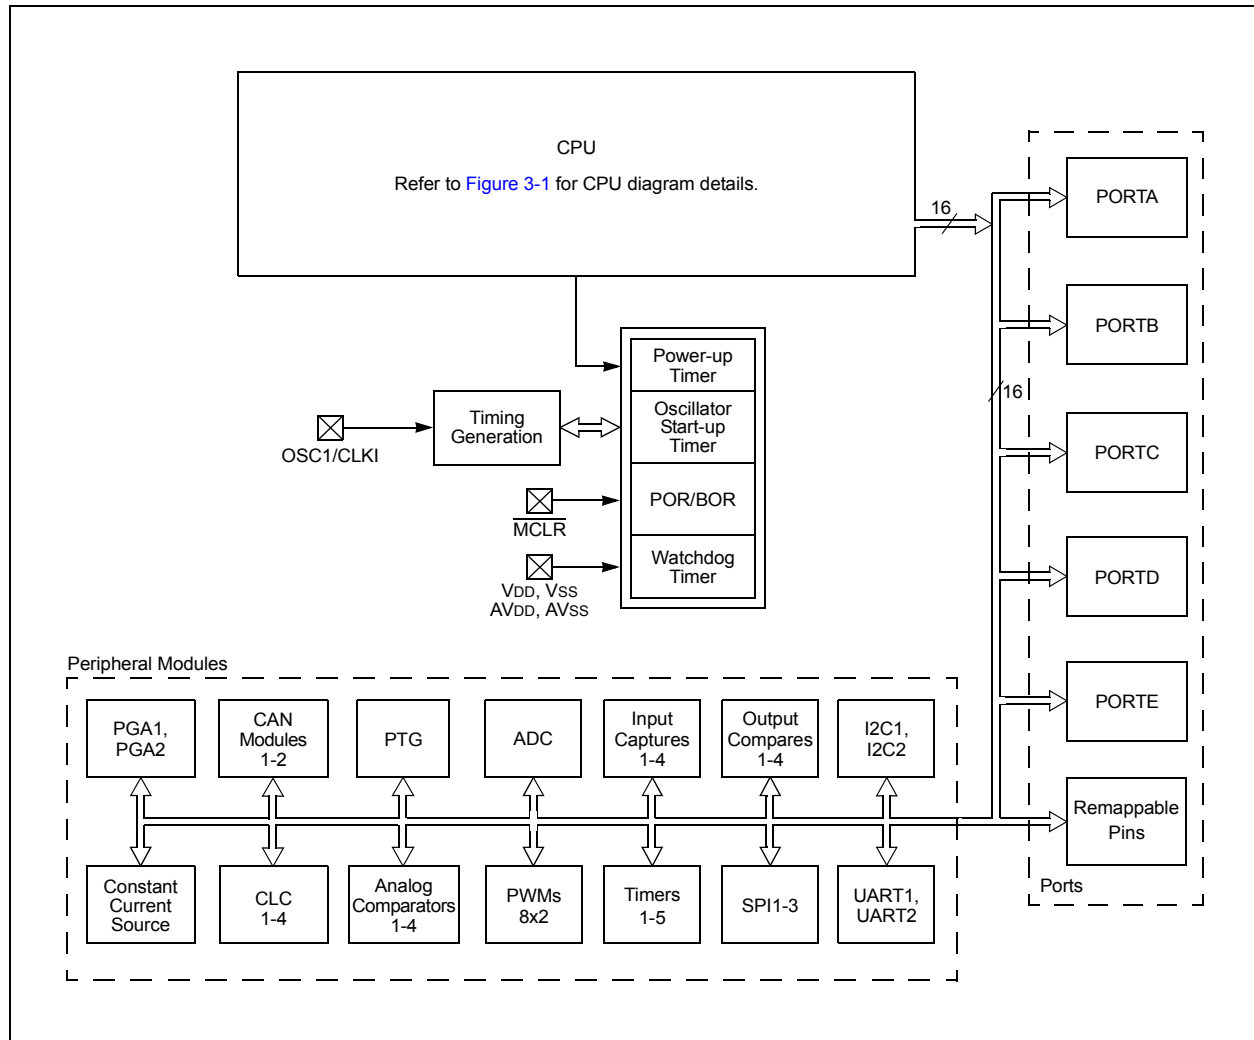 CPU
Refer to Figure 3-1 for CPU diagram details.
16
PORTA
PORTB
16
PORTC
PORTD
PORTE
Remappable
Pins
Ports
Power-up
Timer
Oscillator
Start-up
Timer
POR/BOR
Watchdog
Timer
Timing
Generation
OSC1/CLKI
MCLR
VDD, VSS
AVDD, AVSS
Peripheral Modules
PGA1,
PGA2
CAN
Modules
1-2
PTG
ADC
Input
Captures
1-4
Output
Compares
1-4
I2C1,
I2C2
Constant
Current
Source
CLC
1-4
Analog
Comparators
1-4
PWMs
8x2
Timers
1-5
SPI1-3
UART1,
UART2